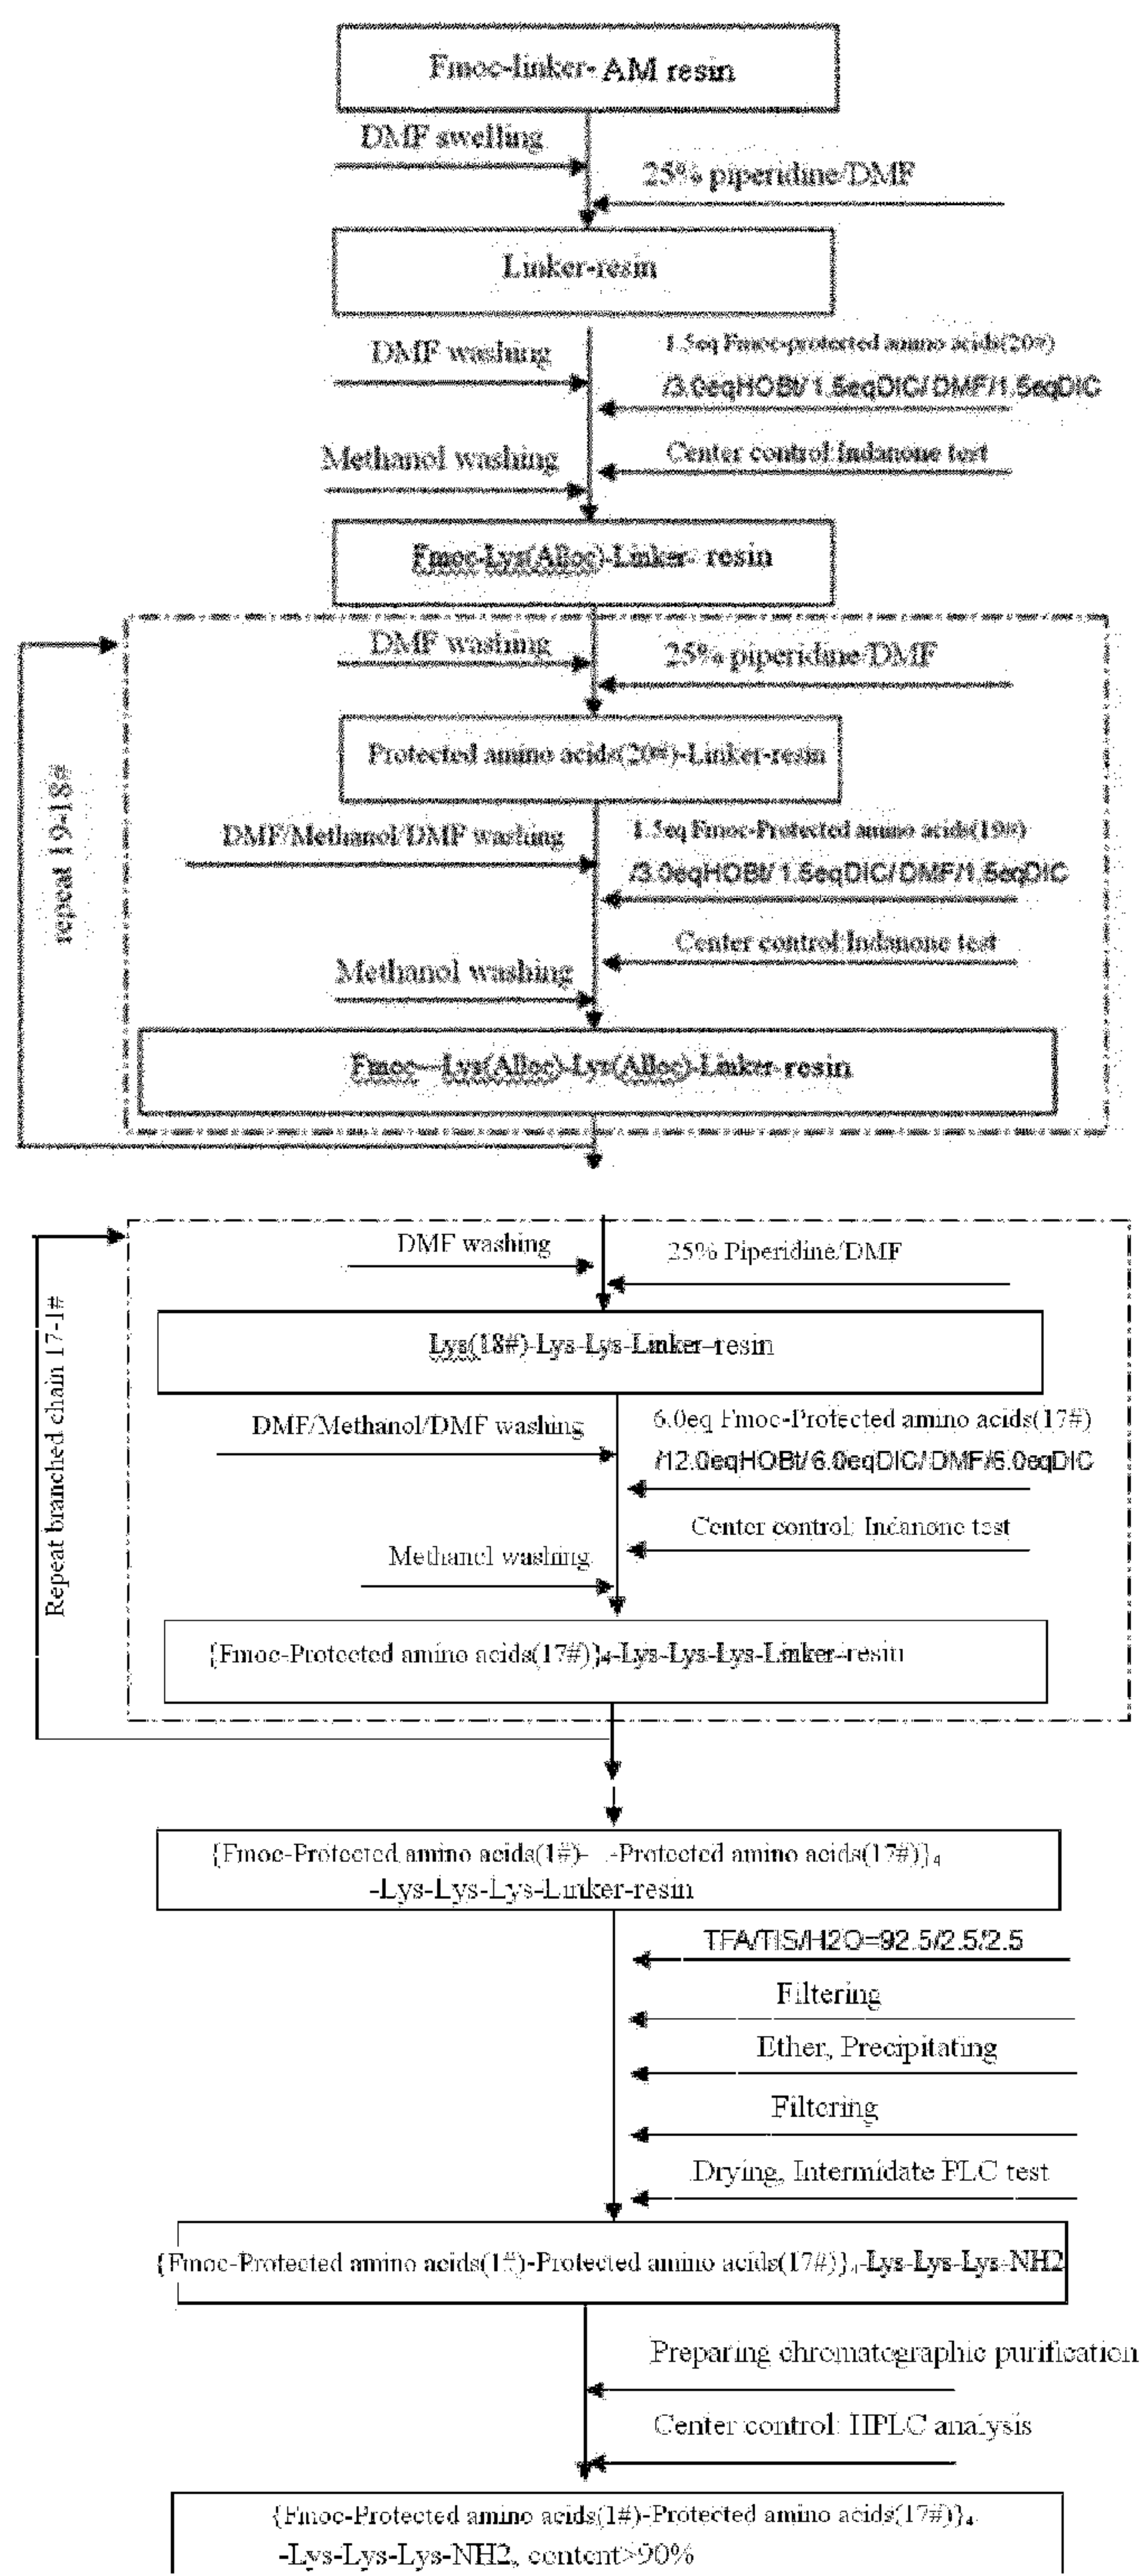 Fmoc-linker-AM resin
DMF swelling
25% piperidine/DMF
Linker-resin
DMF washing
1.5eq Fmoc-protected amino acids(20#)
/3.0eqHOBt/1.5eqDIC/DMF/1.5eqDIC
Methanol washing
Center control:Indanone test
Fmoc-Lys(Alloc)-Linker- resin
DMF washing
25% piperidine/DMF
Protected amino acids(20#)-Linker-resin
repeat 19-18#
DMF/Methanol/DMF washing
1.5eq Fmoc-Protected amino acids(19#)
/3.0eqHOBt/1.5eqDIC/DMF/1.5eqDIC
Center control:Indanone test
Methanol washing
Fmoc--Lys(Alloc)-Lys(Alloc)-Linker-resin
DMF washing
25% Piperidine/DMF
Repeat branched chain 17-1#
Lys(18#)-Lys-Lys-Linker-resin
DMF/Methanol/DMF washing
6.0eq Fmoc-Protected amino acids(17#)
/12.0eqHOBt/6.0eqDIC/DMF/6.0eqDIC
Center control: Indanone test
Methanol washing
{Fmoc-Protected amino acids(17#)}₄-Lys-Lys-Lys-Linker-resin
{Fmoc-Protected amino acids(1#)- ..-Protected amino acids(17#)}₄
-Lys-Lys-Lys-Linker-resin
TFA/TIS/H2O=92.5/2.5/2.5
Filtering
Ether, Precipitating
Filtering
Drying, Intermidate PLC test
{Fmoc-Protected amino acids(1#)-Protected amino acids(17#)}₄-Lys-Lys-Lys-NH2
Preparing chromatographic purification
Center control: HPLC analysis
{Fmoc-Protected amino acids(1#)-Protected amino acids(17#)}₄
-Lys-Lys-Lys-NH2, content>90%